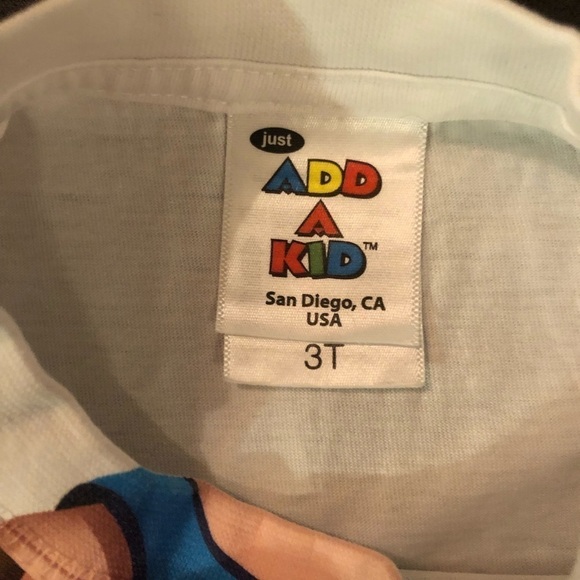 just
ADD
A
KID™
San Diego, CA
USA
3T